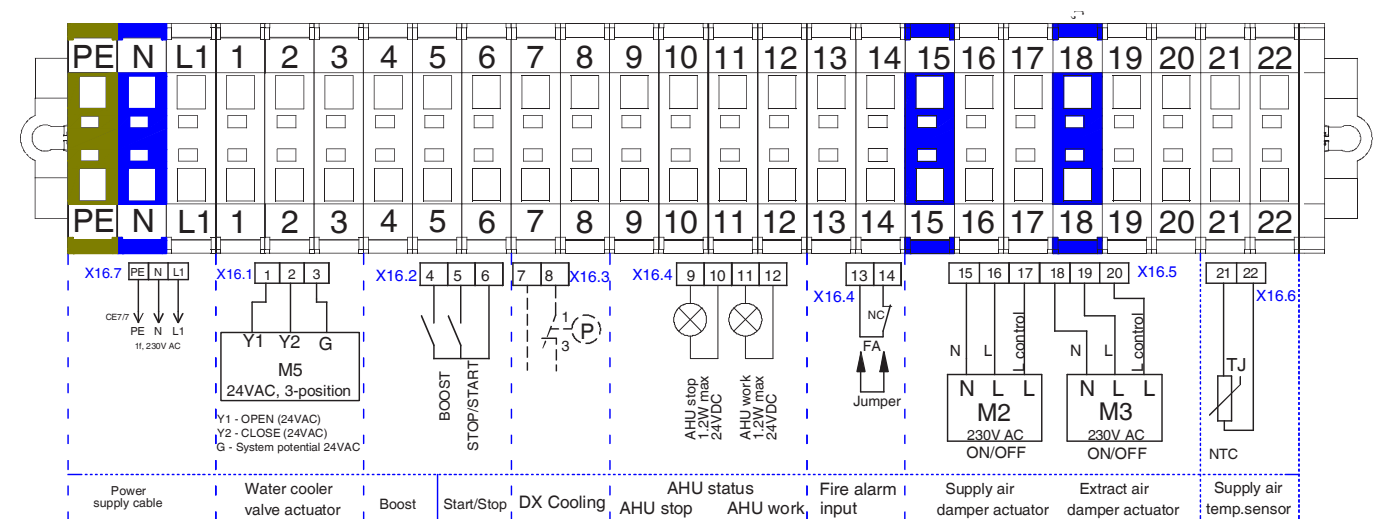 PE N L1 1 2 3 4 5 6 7 8 9 10 11 12 13 14 15 16 17 18 19 20 21 22
PE N L1 1 2 3 4 5 6 7 8 9 10 11 12 13 14 15 16 17 18 19 20 21 22
X16.7 PE N L1
CE7/7
PE N L1
1f, 230V AC
X16.1 1 2 3
Y1 Y2 G
M5
24VAC, 3-position
Y1 - OPEN (24VAC)
Y2 - CLOSE (24VAC)
G - System potential 24VAC
X16.2 4 5 6
BOOST
STOP/START
7 8 X16.3
1
P
3
X16.4 9 10 11 12
AHU stop
1.2W max
24VDC
AHU work
1.2W max
24VDC
13 14
X16.4
NC
FA
Jumper
15 16 17 18 19 20 X16.5
N L L control
N L L
M2
230V AC
ON/OFF
N L L control
N L L
M3
230V AC
ON/OFF
21 22
X16.6
TJ
NTC
Power
supply cable
Water cooler
valve actuator
Boost
Start/Stop
DX Cooling
AHU status
AHU stop AHU work
Fire alarm
input
Supply air
damper actuator
Extract air
damper actuator
Supply air
temp.sensor